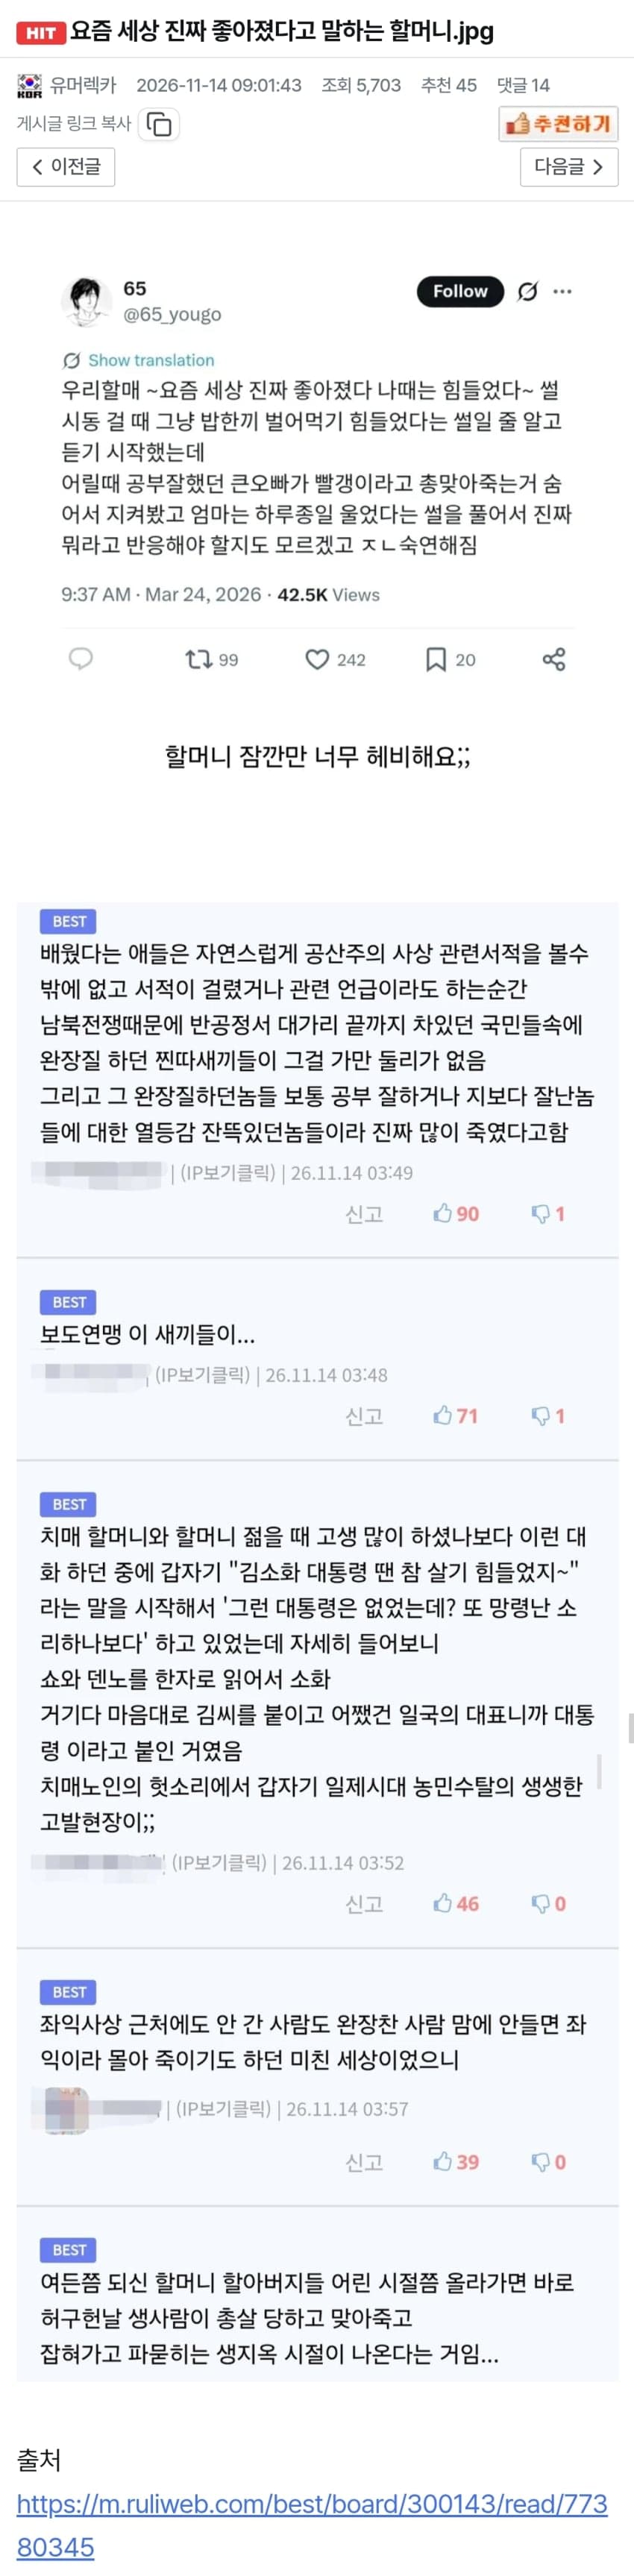 HIT 요즘 세상 진짜 좋아졌다고 말하는 할머니.jpg
KOR 유머렉카 2026-11-14 09:01:43 조회 5,703 추천 45 댓글 14
게시글 링크 복사
추천하기
이전글
다음글
65
@65_yougo
Follow
Show translation
우리할매 ~요즘 세상 진짜 좋아졌다 나때는 힘들었다~ 썰
시동 걸 때 그냥 밥한끼 벌어먹기 힘들었다는 썰일 줄 알고
듣기 시작했는데
어릴때 공부잘했던 큰오빠가 빨갱이라고 총맞아죽는거 숨
어서 지켜봤고 엄마는 하루종일 울었다는 썰을 풀어서 진짜
뭐라고 반응해야 할지도 모르겠고 ㅈㄴ숙연해짐
9:37 AM · Mar 24, 2026 · 42.5K Views
99 242 20
할머니 잠깐만 너무 헤비해요;;
BEST
배웠다는 애들은 자연스럽게 공산주의 사상 관련서적을 볼수
밖에 없고 서적이 걸렸거나 관련 언급이라도 하는순간
남북전쟁때문에 반공정서 대가리 끝까지 차있던 국민들속에
완장질 하던 찐따새끼들이 그걸 가만 둘리가 없음
그리고 그 완장질하던놈들 보통 공부 잘하거나 지보다 잘난놈
들에 대한 열등감 잔뜩있던놈들이라 진짜 많이 죽였다고함
| (IP보기클릭) | 26.11.14 03:49
신고 90 1
BEST
보도연맹 이 새끼들이...
(IP보기클릭) | 26.11.14 03:48
신고 71 1
BEST
치매 할머니와 할머니 젊을 때 고생 많이 하셨나보다 이런 대
화 하던 중에 갑자기 "김소화 대통령 땐 참 살기 힘들었지~"
라는 말을 시작해서 '그런 대통령은 없었는데? 또 망령난 소
리하나보다' 하고 있었는데 자세히 들어보니
쇼와 덴노를 한자로 읽어서 소화
거기다 마음대로 김씨를 붙이고 어쨌건 일국의 대표니까 대통
령 이라고 붙인 거였음
치매노인의 헛소리에서 갑자기 일제시대 농민수탈의 생생한
고발현장이;;
(IP보기클릭) | 26.11.14 03:52
신고 46 0
BEST
좌익사상 근처에도 안 간 사람도 완장찬 사람 맘에 안들면 좌
익이라 몰아 죽이기도 하던 미친 세상이었으니
| (IP보기클릭) | 26.11.14 03:57
신고 39 0
BEST
여든쯤 되신 할머니 할아버지들 어린 시절쯤 올라가면 바로
허구헌날 생사람이 총살 당하고 맞아죽고
잡혀가고 파묻히는 생지옥 시절이 나온다는 거임...
출처
https://m.ruliweb.com/best/board/300143/read/773
80345